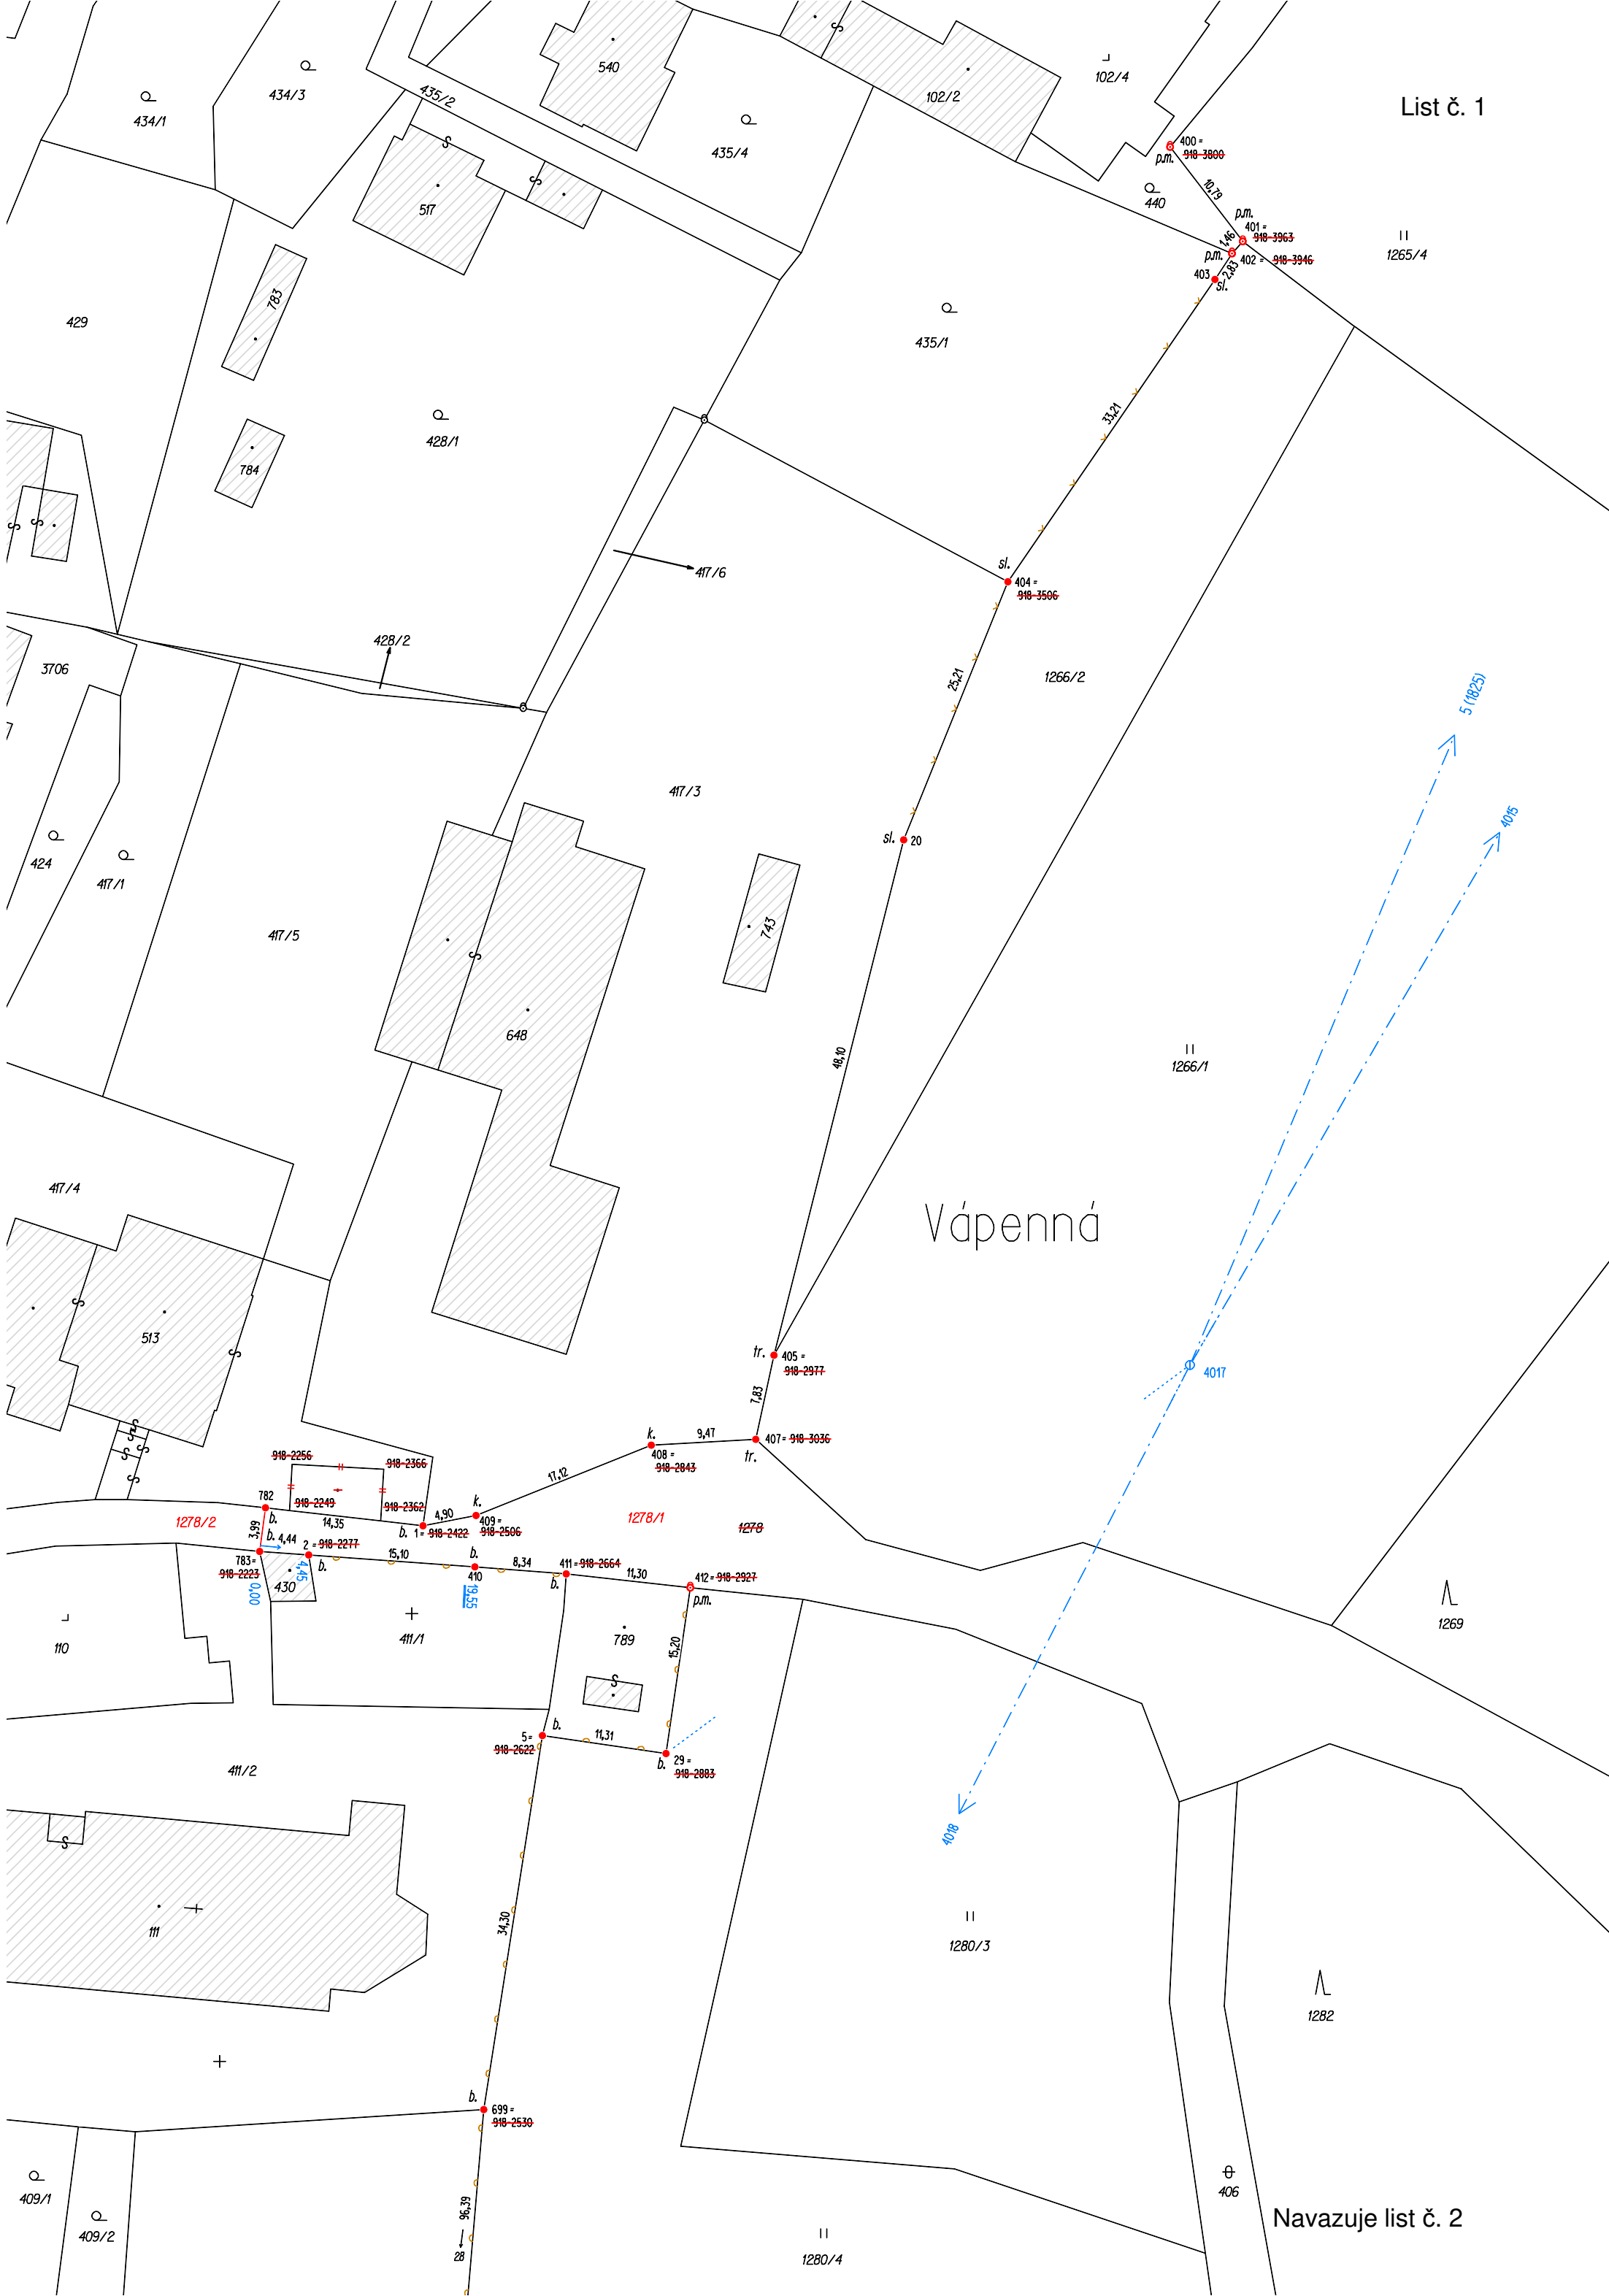 List č. 1
540
434/3
435/2
102/4
102/2
434/1
435/4
400 =
918-3800
p.m.
S
S
S
517
440
10,79
p.m.
401 =
918-3963
1,46
p.m.
402 =
918-3946
1265/4
403
2,83
sl.
783
429
435/1
33,21
428/1
784
S
S
sl.
404 =
918-3506
417/6
428/2
3706
25,21
1266/2
5 (1825)
417/3
4015
sl.
20
424
417/1
417/5
743
S
648
48,10
1266/1
417/4
Vápenná
S
513
S
tr.
405 =
918-2977
4017
7,83
k.
9,47
407=
918-3036
408 =
918-2843
tr.
S
S
S
S
S
918-2256
918-2366
17,12
782
918-2249
918-2362
k.
4,90
409=
918-2506
1278/2
b.
14,35
b.
1=
918-2422
1278/1
1278
3,99
b.
4,44
2 =
918-2277
15,10
b.
8,34
411=
918-2664
783=
918-2223
b.
410
b.
11,30
412=
918-2927
p.m.
0,00
4,45
430
19,55
110
411/1
789
15,20
1269
S
5=
918-2622
b.
11,31
b.
29 =
918-2883
411/2
4018
S
111
34,30
1280/3
1282
b.
699=
918-2530
409/1
409/2
96,39
28
406
Navazuje list č. 2
1280/4